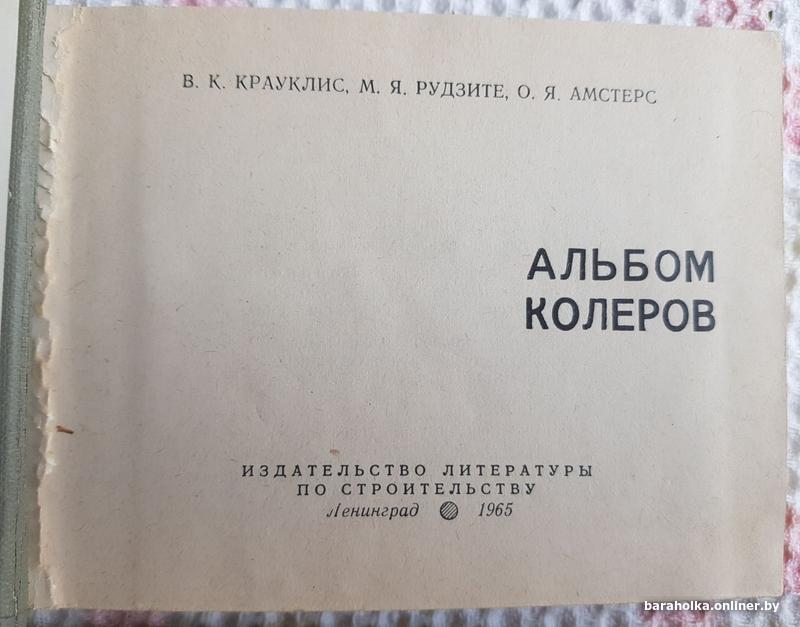 В. К. КРАУКЛИС, М. Я. РУДЗИТЕ, О. Я. АМСТЕРС
АЛЬБОМ
КОЛЕРОВ
ИЗДАТЕЛЬСТВО ЛИТЕРАТУРЫ
ПО СТРОИТЕЛЬСТВУ
Ленинград 1965
baraholka.onliner.by